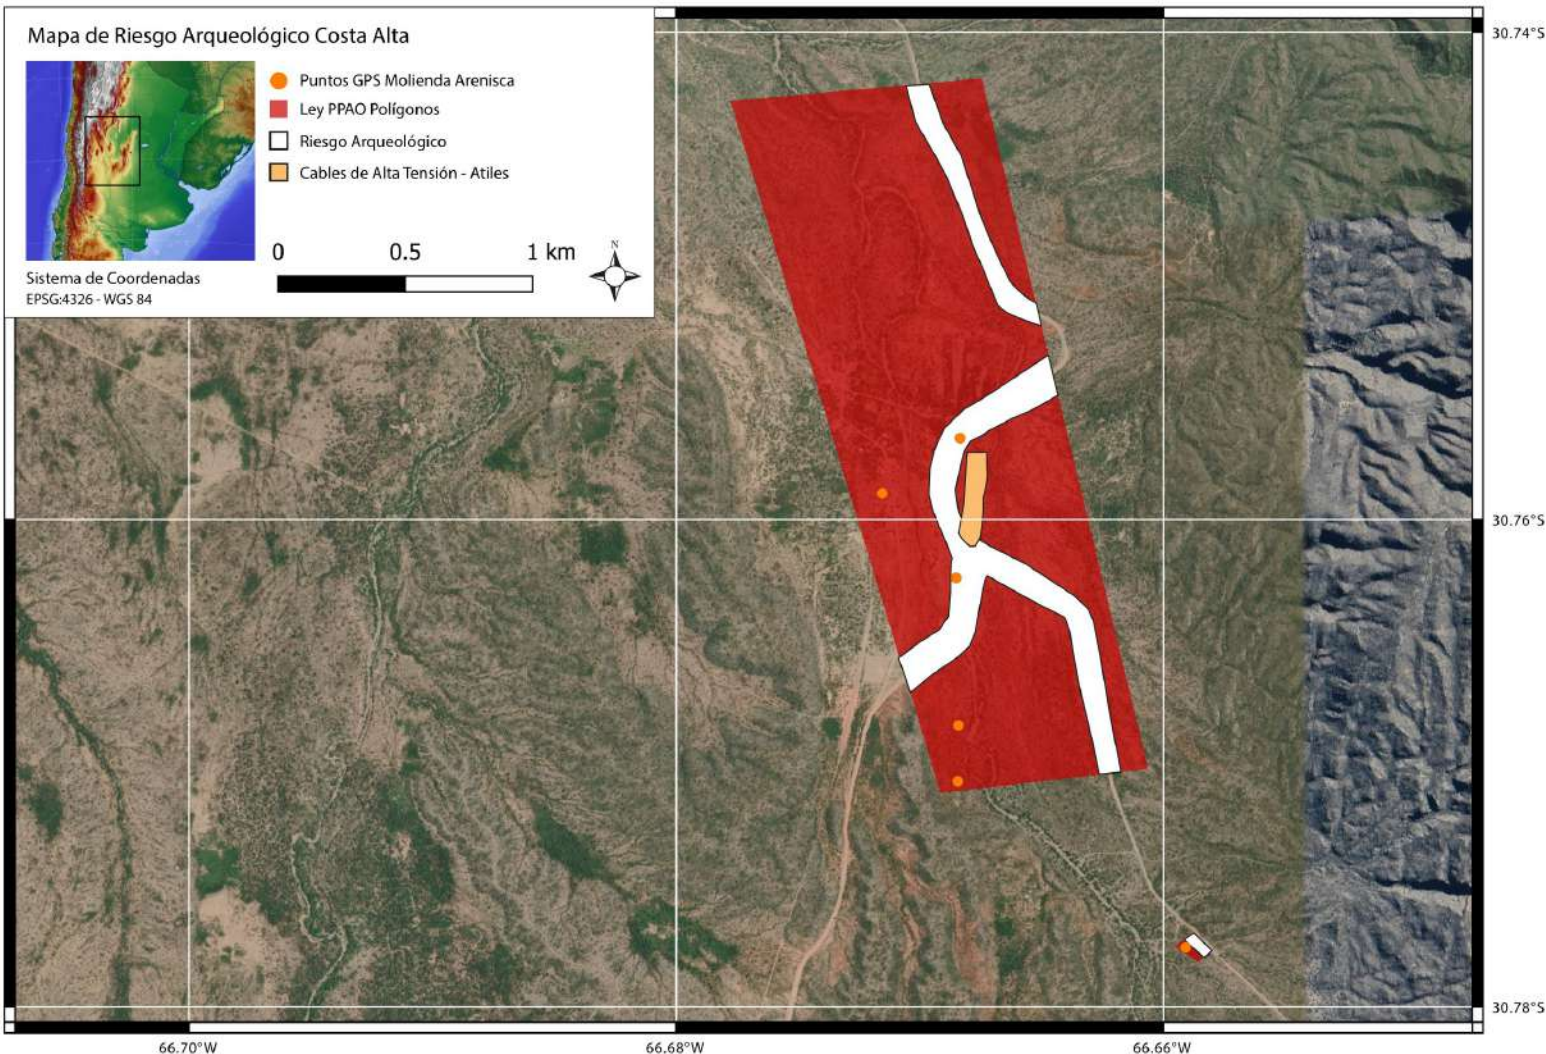 Mapa de Riesgo Arqueológico Costa Alta
Puntos GPS Molienda Arenisca
Ley PPAO Polígonos
Riesgo Arqueológico
Cables de Alta Tensión - Atiles
0 0.5 1 km
N
Sistema de Coordenadas
EPSG:4326 - WGS 84
30.74°S
30.76°S
30.78°S
66.70°W 66.68°W 66.66°W